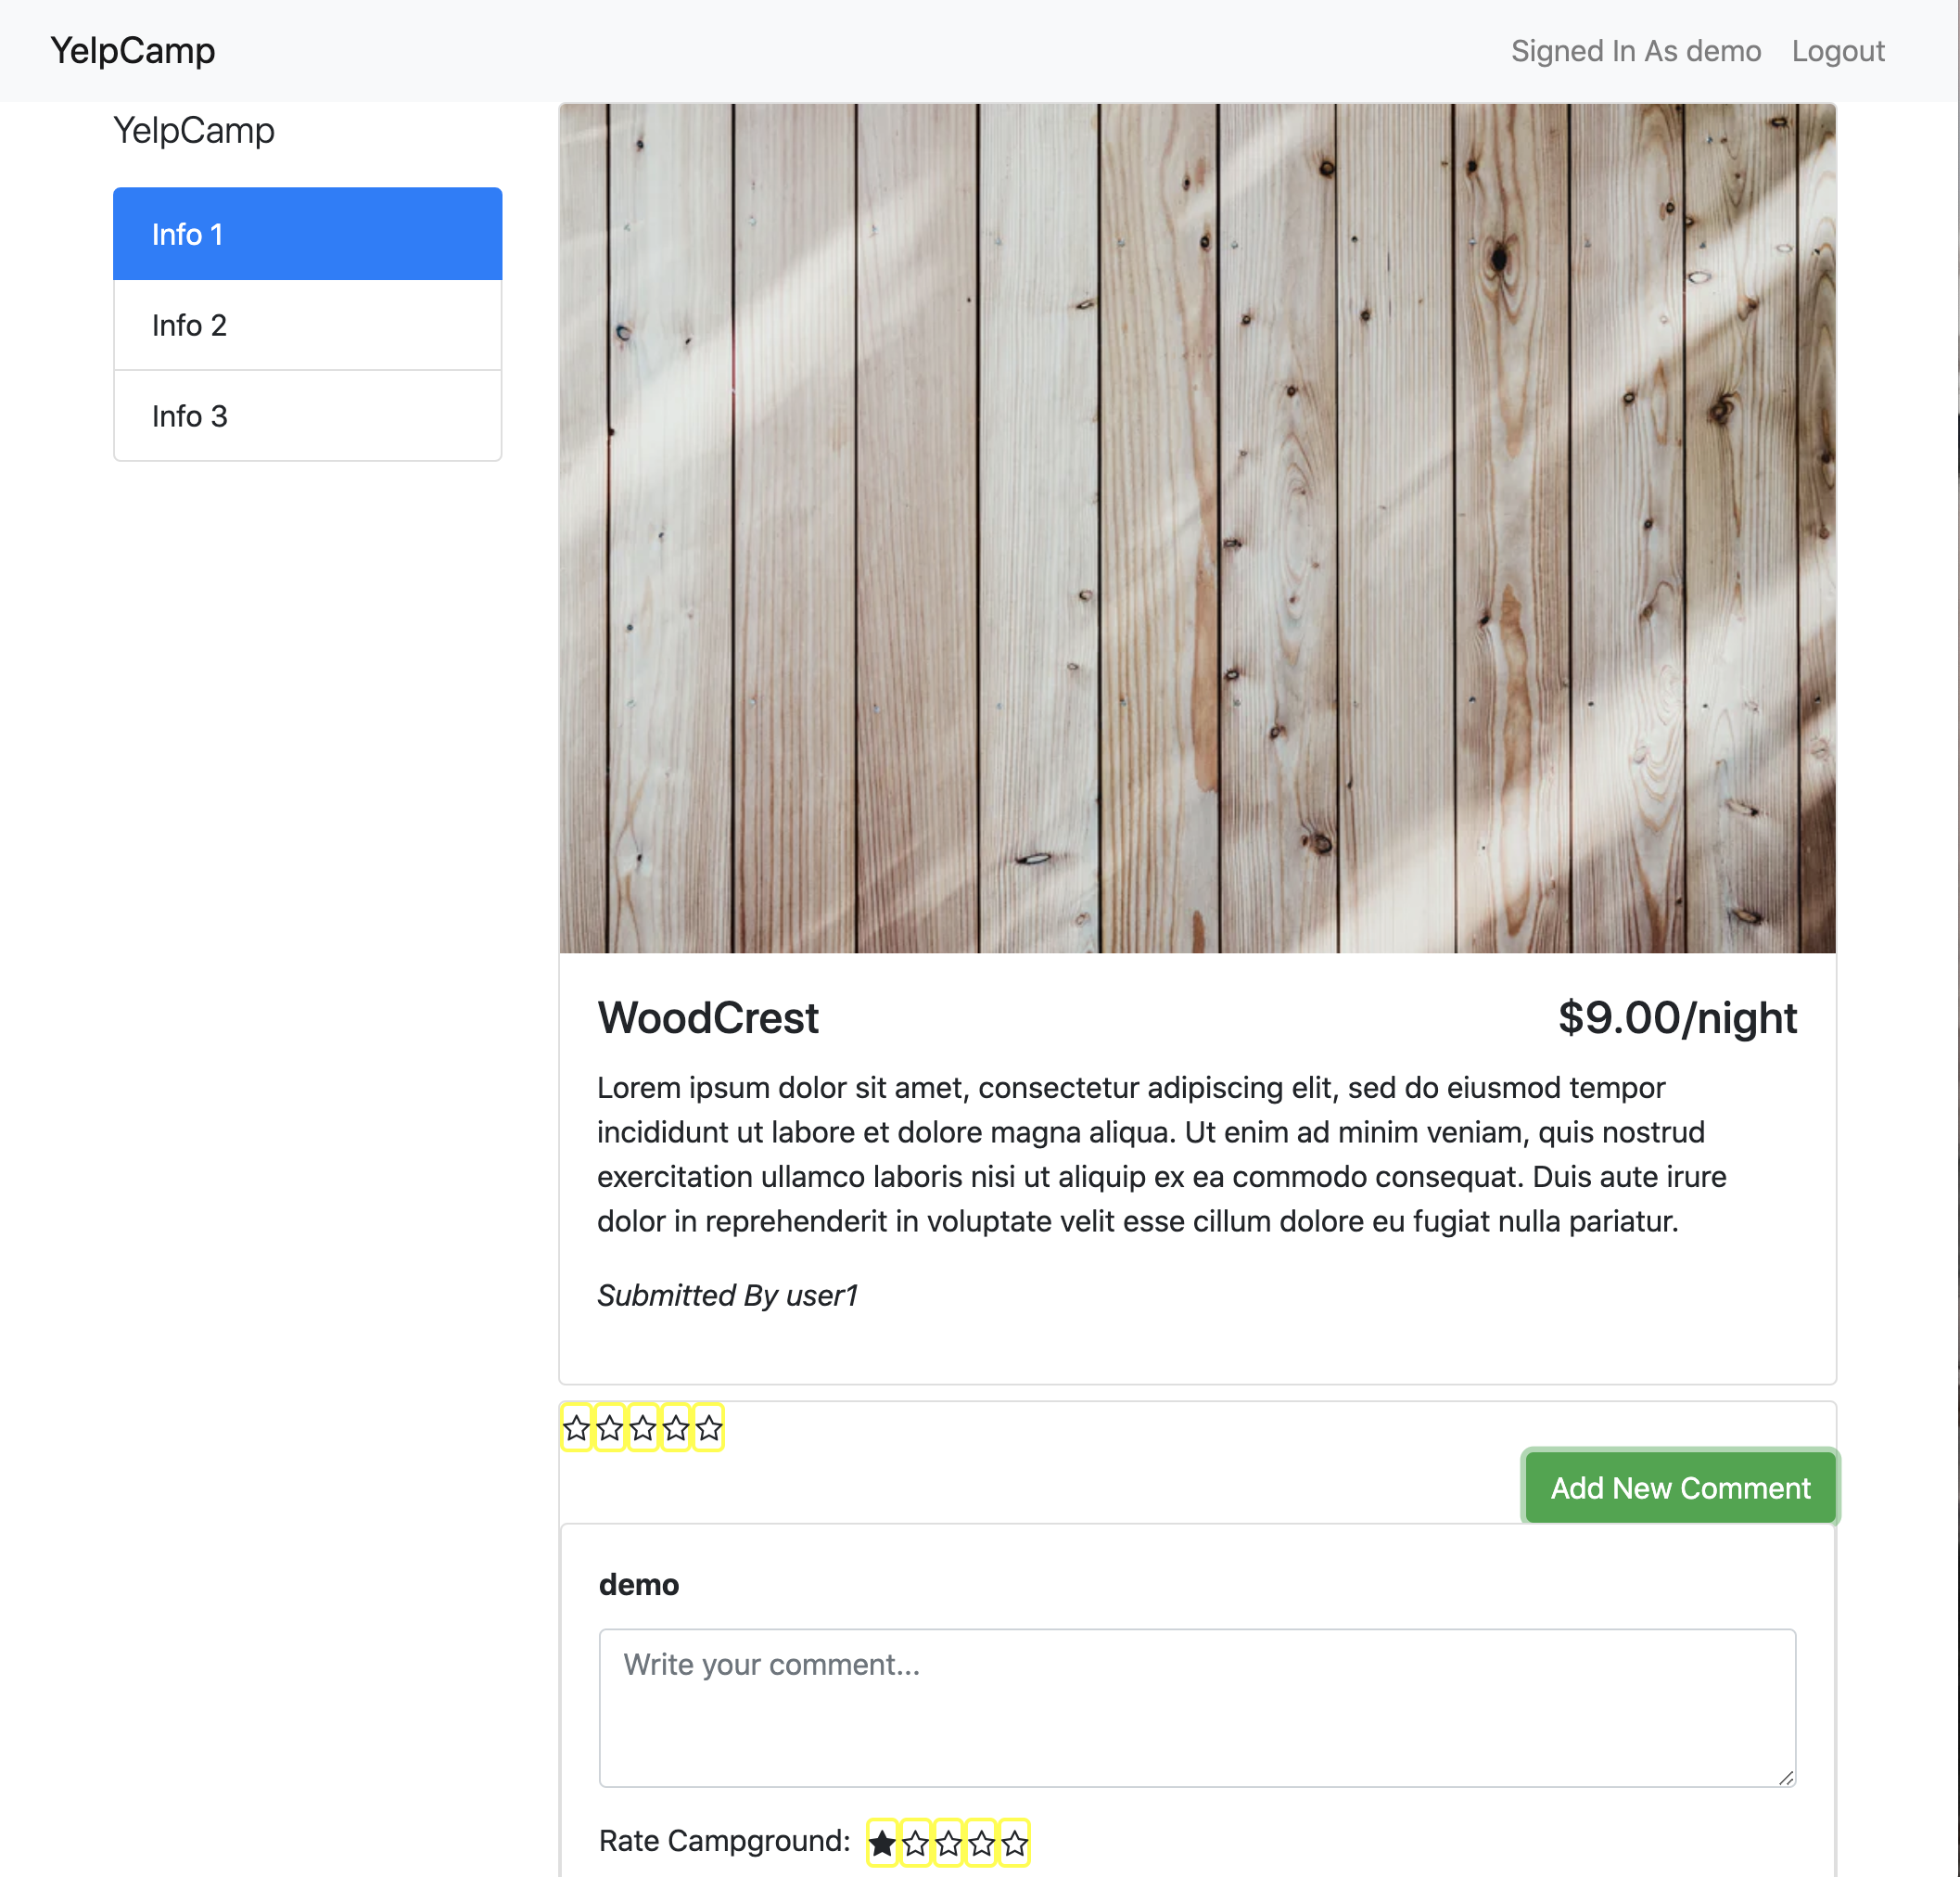 YelpCamp
Signed In As demo
Logout
YelpCamp
Info 1
Info 2
Info 3
WoodCrest
$9.00/night
Lorem ipsum dolor sit amet, consectetur adipiscing elit, sed do eiusmod tempor
incididunt ut labore et dolore magna aliqua. Ut enim ad minim veniam, quis nostrud
exercitation ullamco laboris nisi ut aliquip ex ea commodo consequat. Duis aute irure
dolor in reprehenderit in voluptate velit esse cillum dolore eu fugiat nulla pariatur.
Submitted By user1
Add New Comment
demo
Write your comment...
Rate Campground: